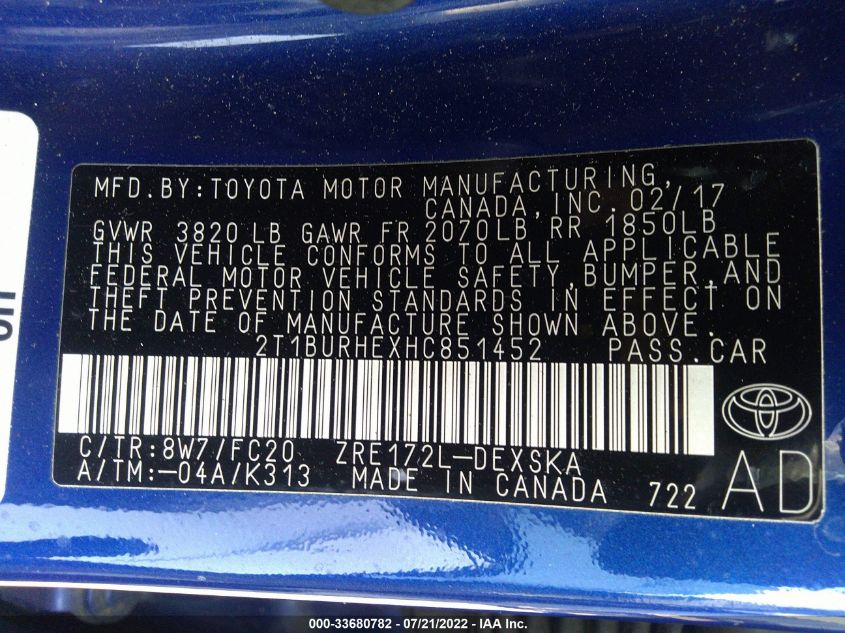 MFD.BY:TOYOTA MOTOR MANUFACTURING,
CANADA,INC. 02/17
GVWR 3820LB GAWR FR 2070LB RR 1850LB
THIS VEHICLE CONFORMS TO ALL APPLICABLE
FEDERAL MOTOR VEHICLE SAFETY,BUMPER,AND
THEFT PREVENTION STANDARDS IN EFFECT ON
THE DATE OF MANUFACTURE SHOWN ABOVE.
2T1BURHEXHC851452 PASS.CAR
C/TR:8W7/FC20 ZRE172L-DEXSKA
A/TM:-04A/K313 MADE IN CANADA 722 AD
000-33680782 - 07/21/2022 - IAA Inc.